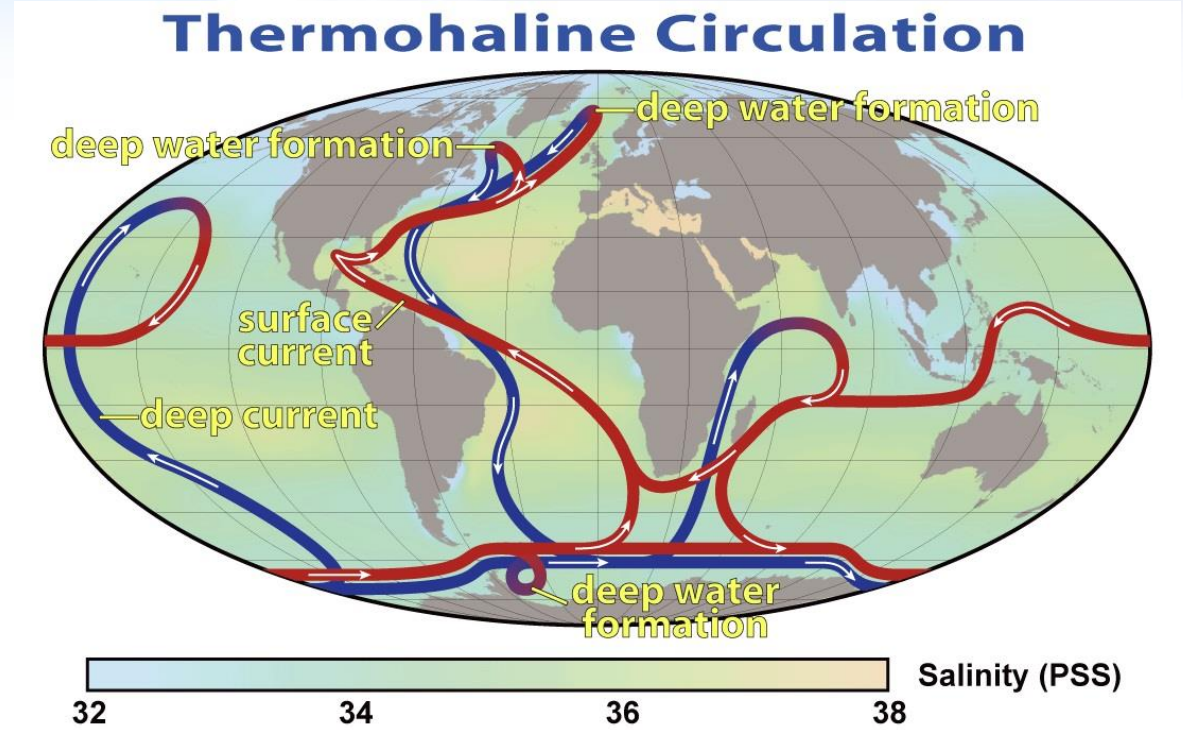 Thermohaline Circulation
deep water formation
deep water formation
surface
current
deep current
deep water
formation
Salinity (PSS)
32 34 36 38